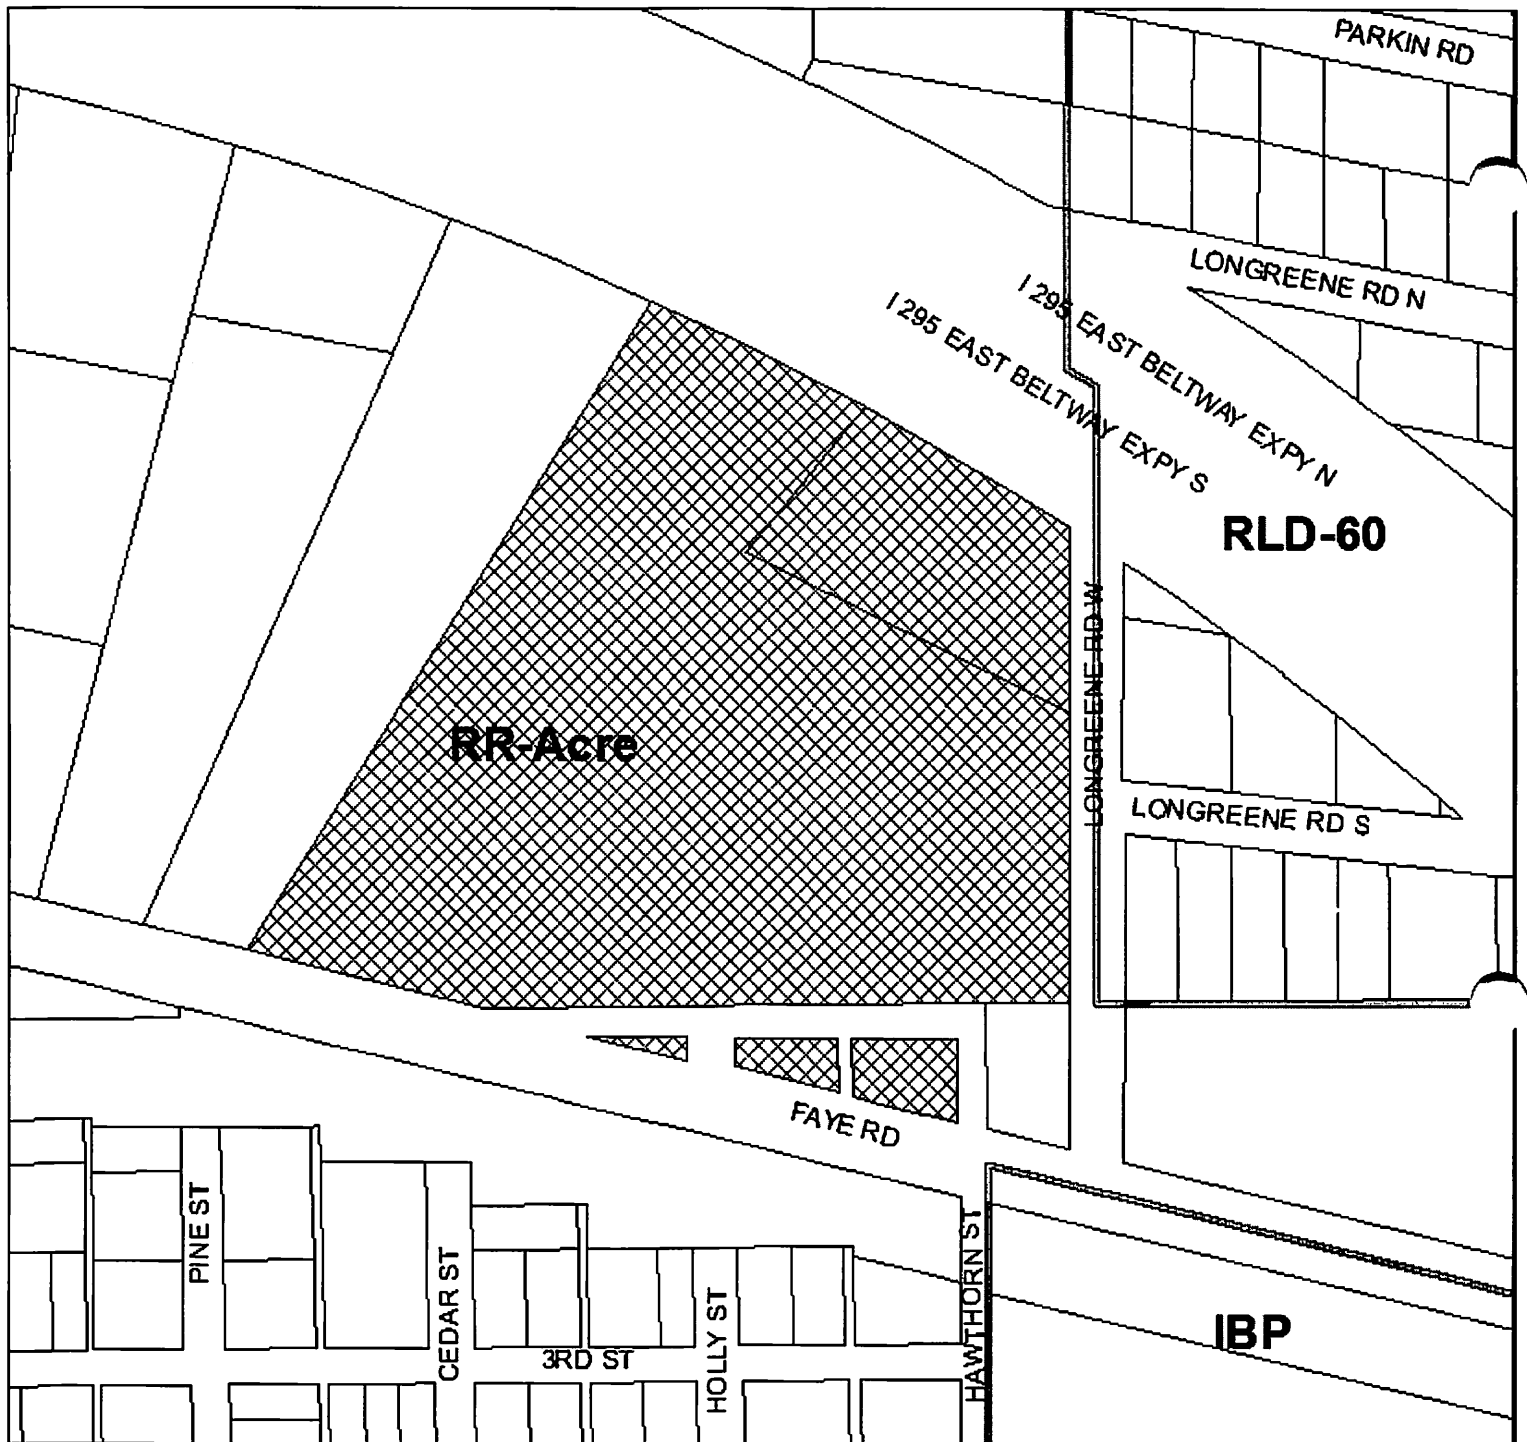 PARKIN RD
LONGREENE RD N
I 295 EAST BELTWAY EXPY N
I 295 EAST BELTWAY EXPY S
RLD-60
LONGREENE RD W
RR-Acre
LONGREENE RD S
FAYE RD
PINE ST
CEDAR ST
HOLLY ST
HAWTHORN ST
3RD ST
IBP